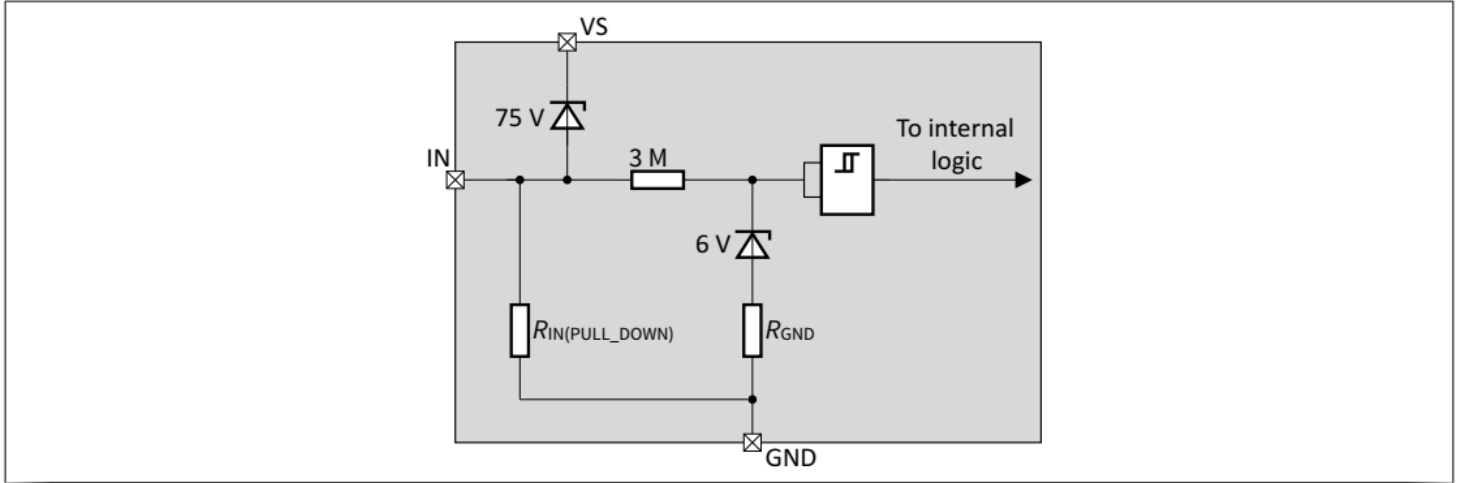 VS
75 V
To internal
logic
IN
3 M
6 V
RIN(PULL_DOWN)
RGND
GND